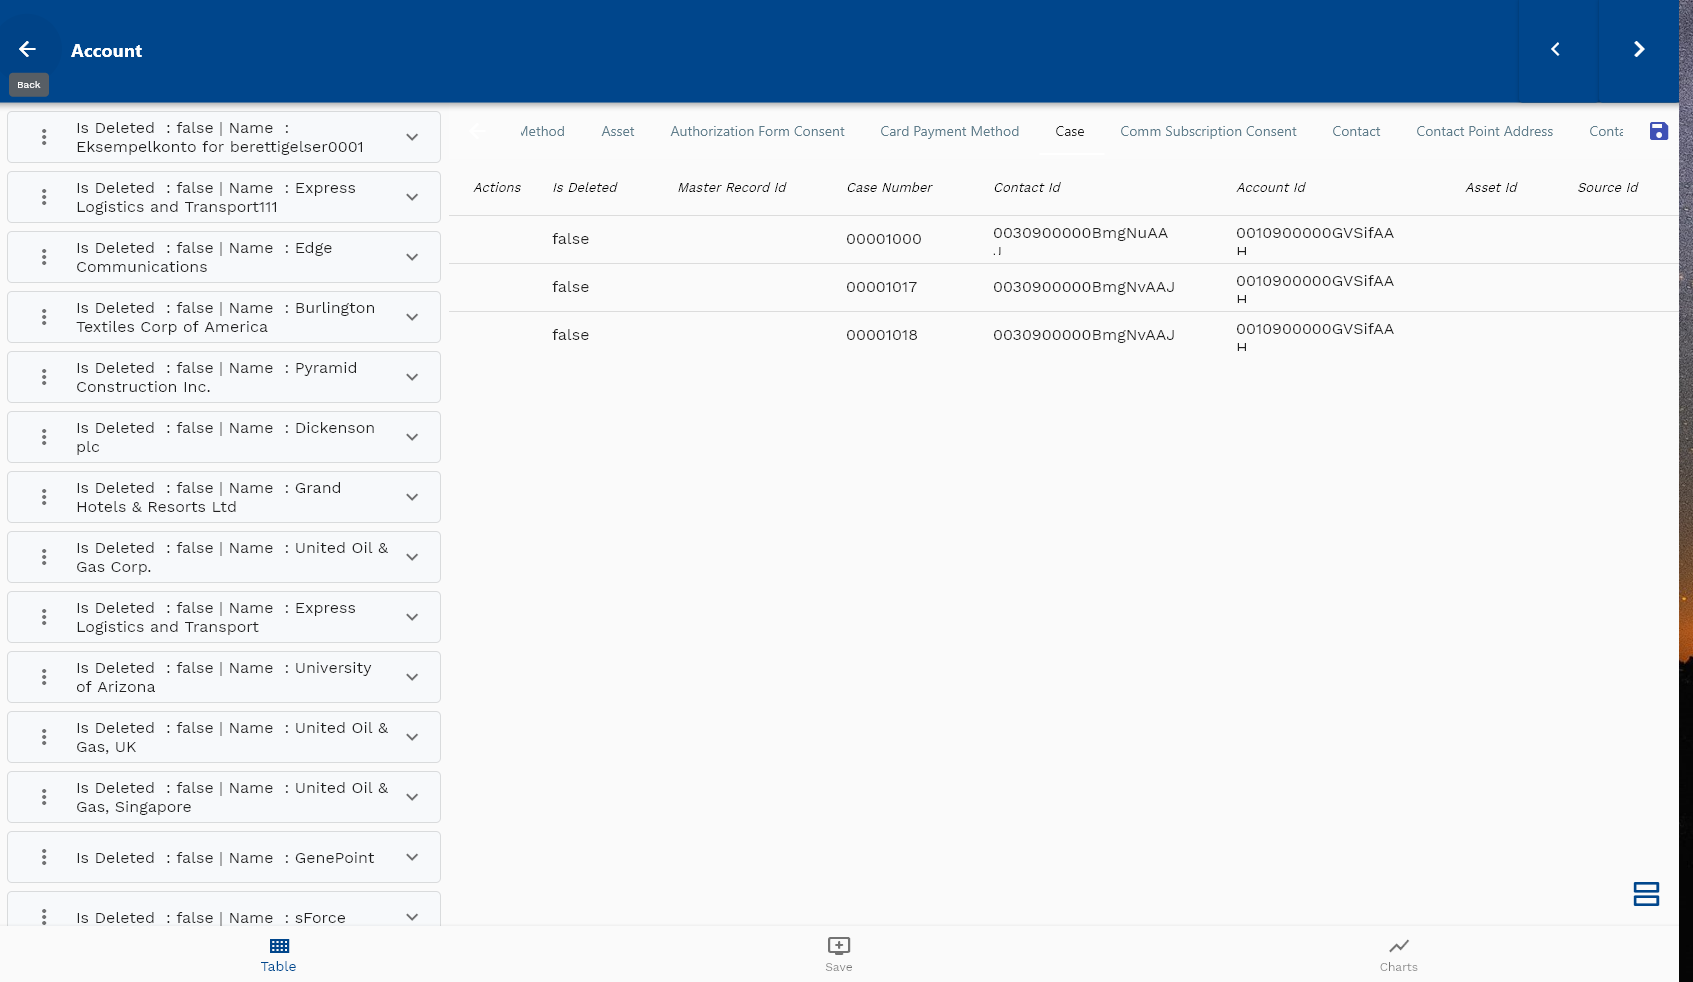 Account
Back
Is Deleted : false | Name :
Eksempelkonto for berettigelser0001
Is Deleted : false | Name : Express
Logistics and Transport111
Is Deleted : false | Name : Edge
Communications
Is Deleted : false | Name : Burlington
Textiles Corp of America
Is Deleted : false | Name : Pyramid
Construction Inc.
Is Deleted : false | Name : Dickenson
plc
Is Deleted : false | Name : Grand
Hotels & Resorts Ltd
Is Deleted : false | Name : United Oil &
Gas Corp.
Is Deleted : false | Name : Express
Logistics and Transport
Is Deleted : false | Name : University
of Arizona
Is Deleted : false | Name : United Oil &
Gas, UK
Is Deleted : false | Name : United Oil &
Gas, Singapore
Is Deleted : false | Name : GenePoint
Is Deleted : false | Name : sForce
Method Asset Authorization Form Consent Card Payment Method Case Comm Subscription Consent Contact Contact Point Address Conta
Actions Is Deleted Master Record Id Case Number Contact Id Account Id Asset Id Source Id
false 00001000 0030900000BmgNuAA 0010900000GVSifAA
J H
false 00001017 0030900000BmgNvAAJ 0010900000GVSifAA
H
false 00001018 0030900000BmgNvAAJ 0010900000GVSifAA
H
Table Save Charts